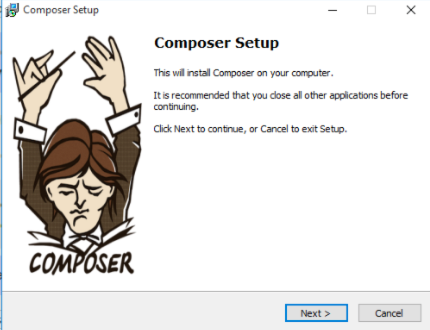 Composer Setup
Composer Setup
This will install Composer on your computer.
It is recommended that you close all other applications before
continuing.
Click Next to continue, or Cancel to exit Setup.
COMPOSER
Next >
Cancel